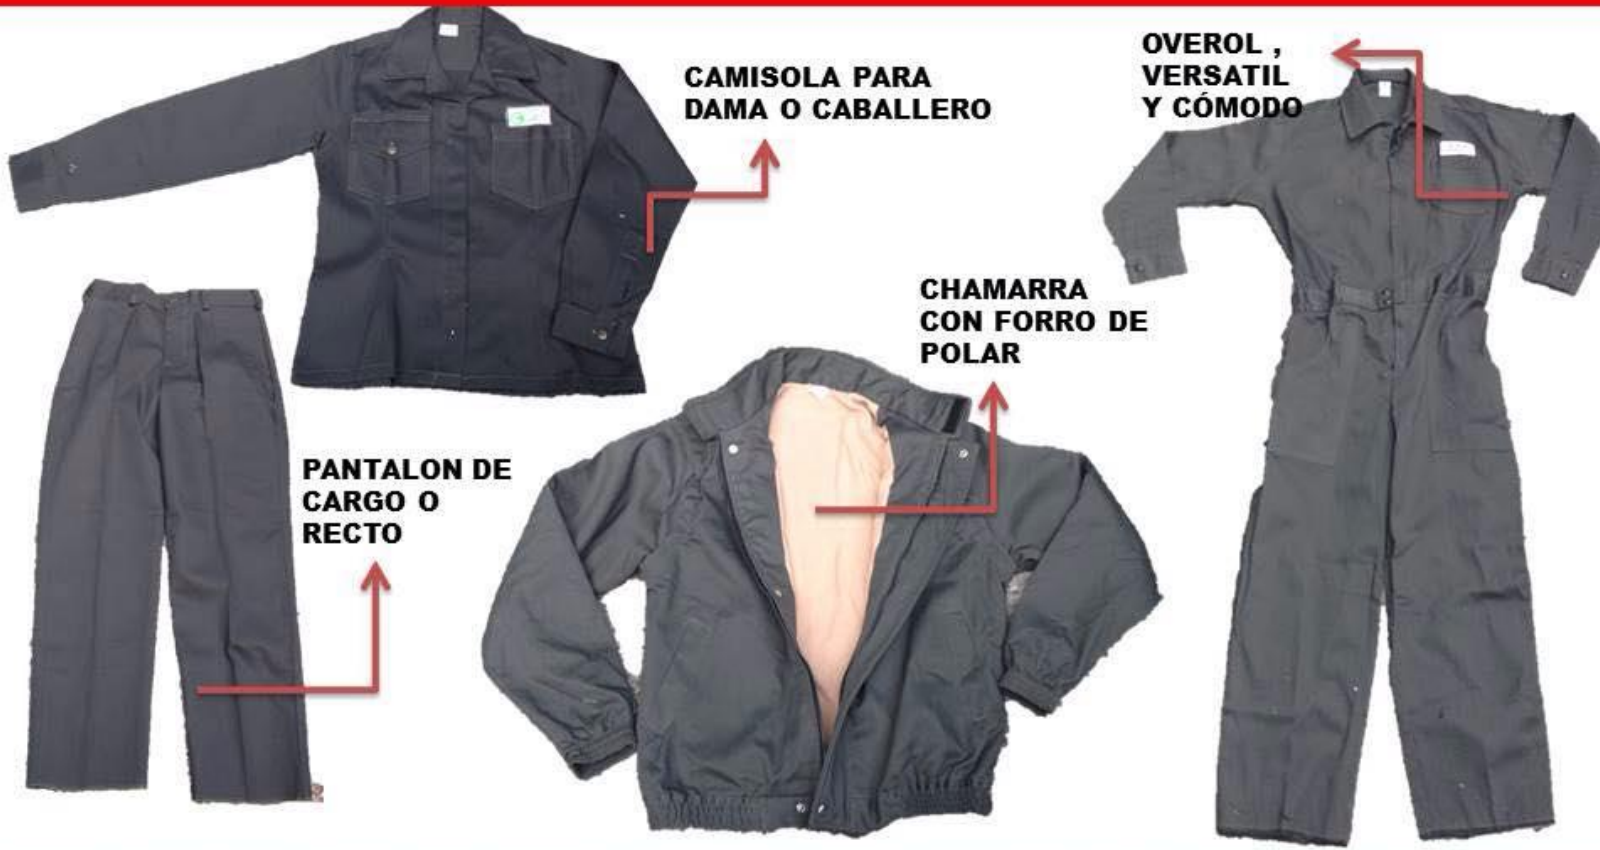 CAMISOLA PARA
DAMA O CABALLERO
OVEROL ,
VERSATIL
Y CÓMODO
CHAMARRA
CON FORRO DE
POLAR
PANTALON DE
CARGO O
RECTO